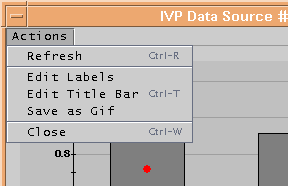 IVP Data Source #
Actions
Refresh Ctrl-R
Edit Labels
Edit Title Bar Ctrl-T
Save as Gif
Close Ctrl-W
0.8